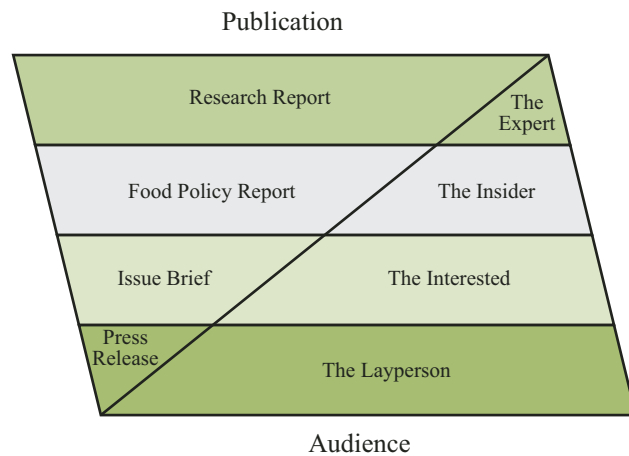 Publication
Research Report
The
Expert
Food Policy Report
The Insider
Issue Brief
The Interested
Press
Release
The Layperson
Audience